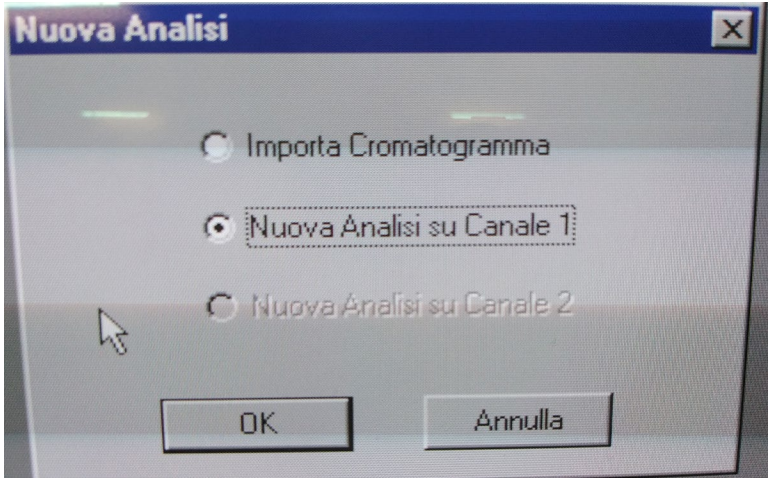 Nuova Analisi
Importa Cromatogramma
Nuova Analisi su Canale 1
Nuova Analisi su Canale 2
OK
Annulla